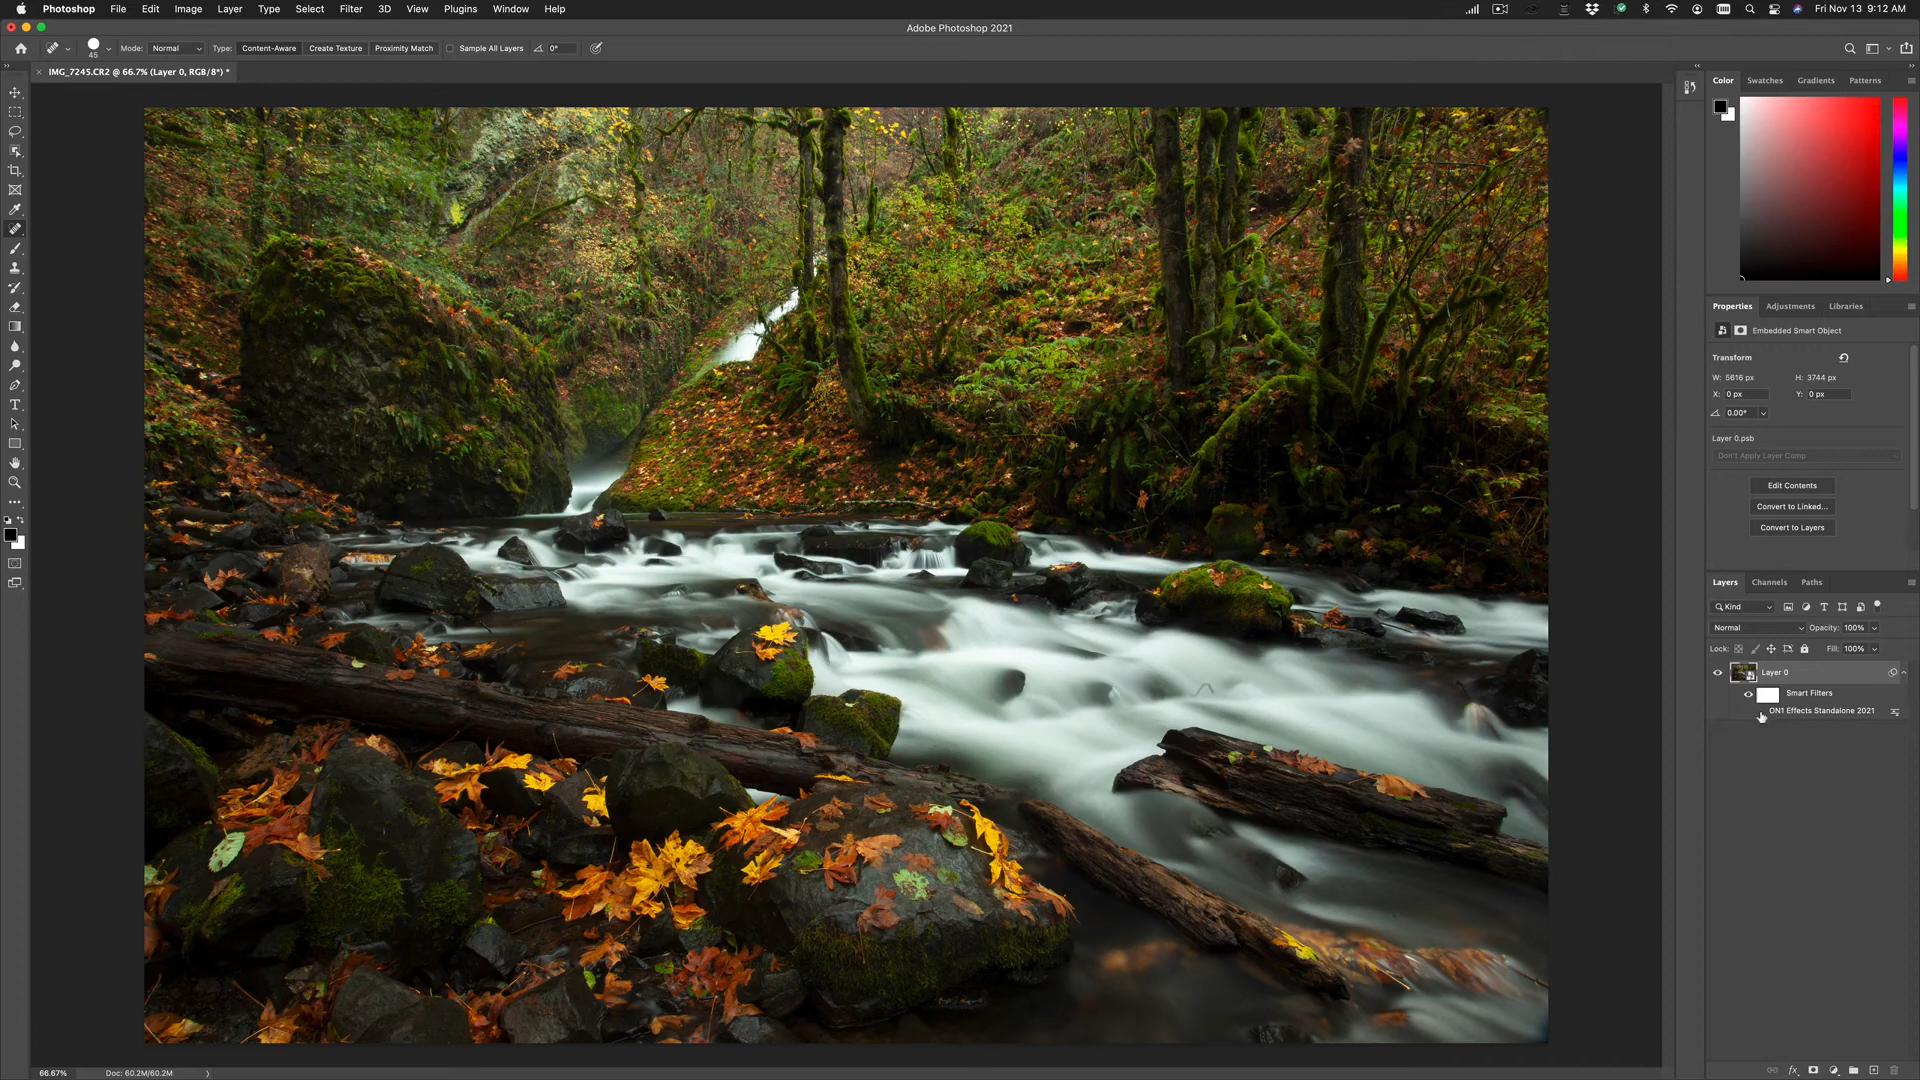 Photoshop File Edit Image Layer Type Select Filter 3D View Plugins Window Help Fri Nov 13 9:12 AM
Adobe Photoshop 2021
45 Mode: Normal Type: Content-Aware Create Texture Proximity Match Sample All Layers 0°
× IMG_7245.CR2 @ 66.7% (Layer 0, RGB/8*) *
Color Swatches Gradients Patterns
Properties Adjustments Libraries
Embedded Smart Object
Transform
W: 5616 px H: 3744 px
X: 0 px Y: 0 px
0.00°
Layer 0.psb
Don't Apply Layer Comp
Edit Contents
Convert to Linked...
Convert to Layers
Layers Channels Paths
Kind
Normal Opacity: 100%
Lock: Fill: 100%
Layer 0
Smart Filters
ON1 Effects Standalone 2021
66.67% Doc: 60.2M/60.2M